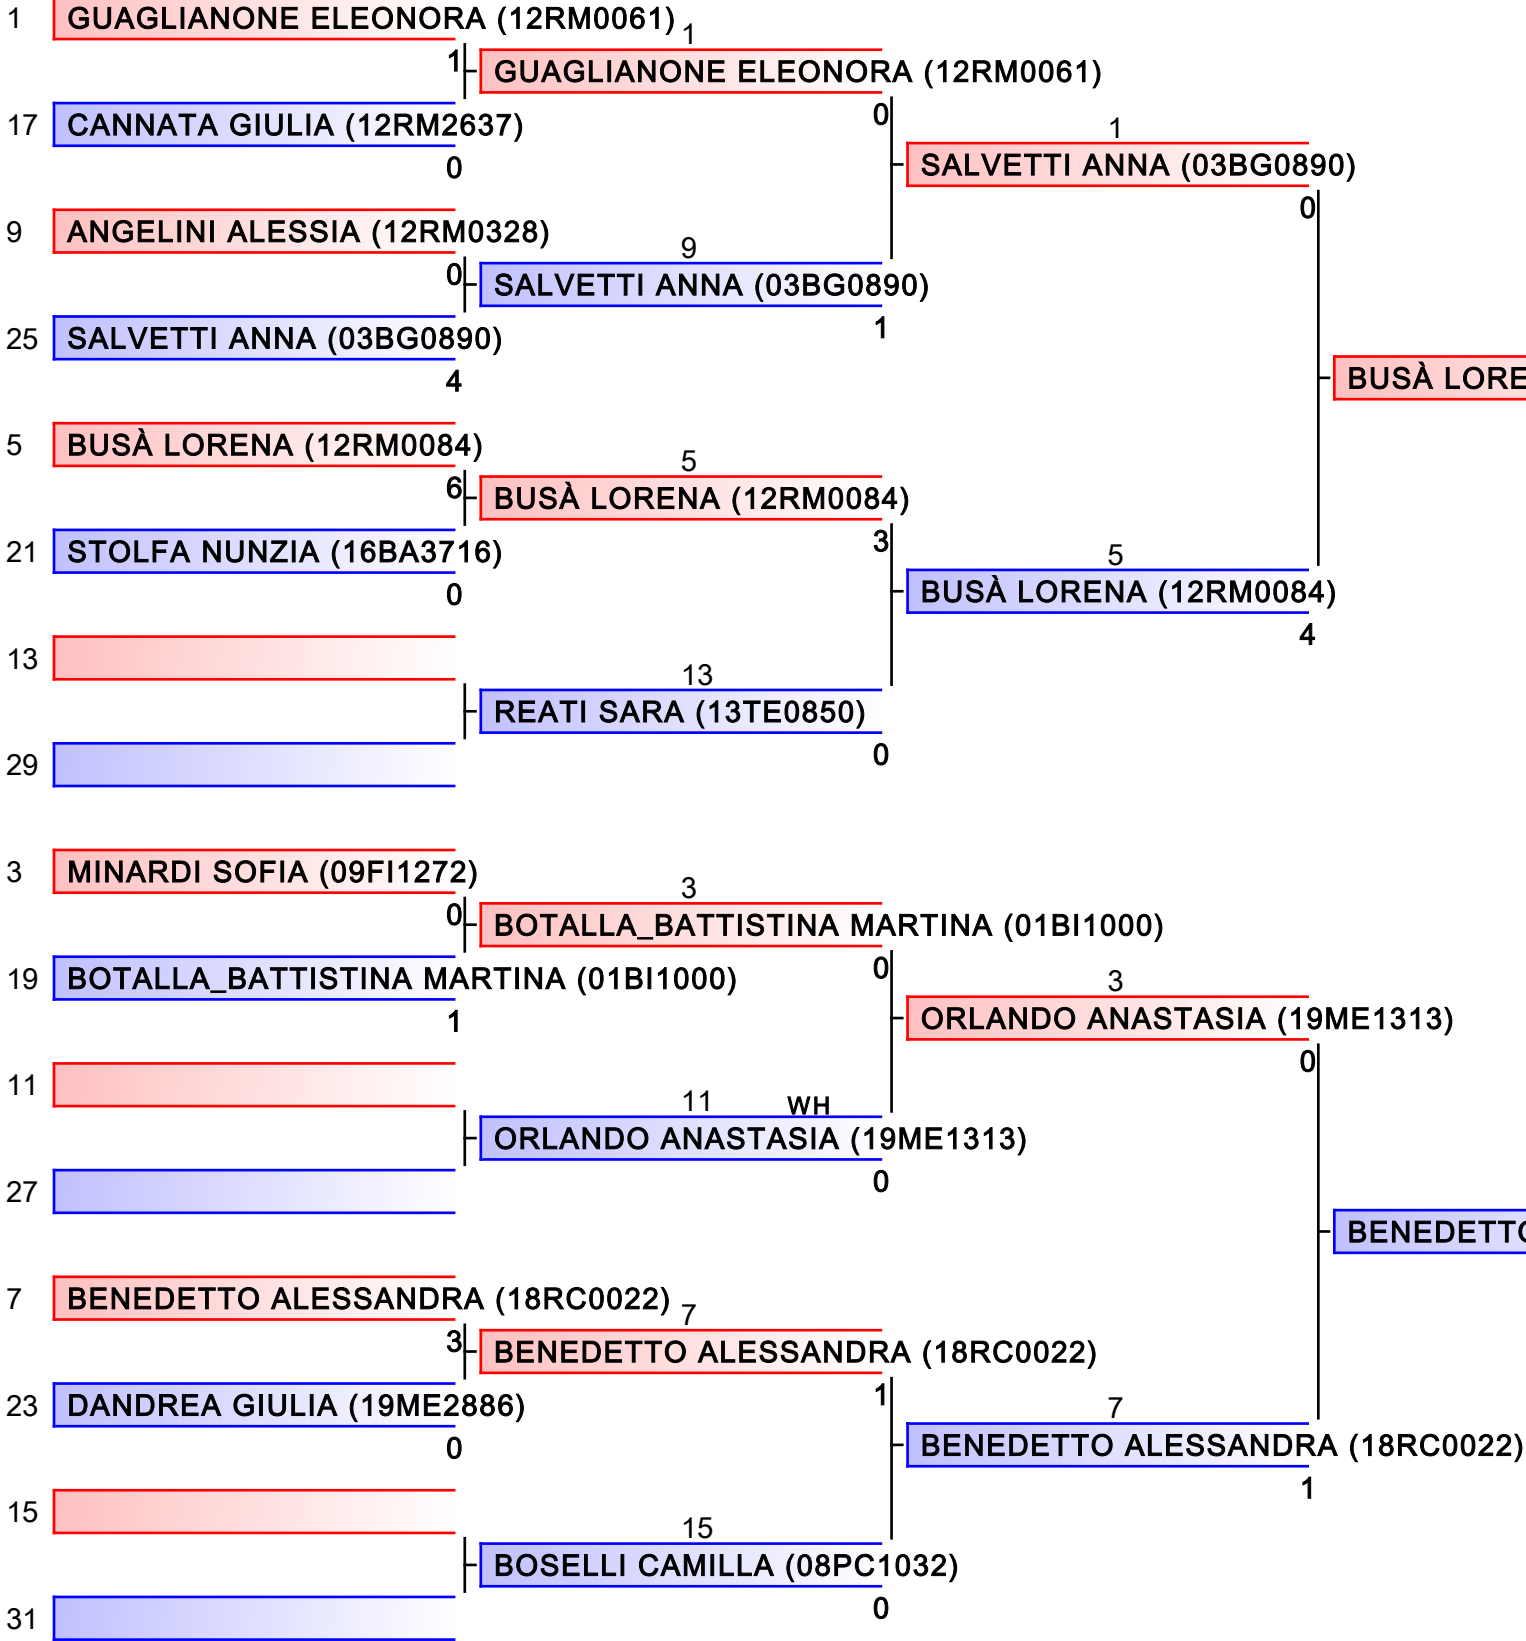 1 GUAGLIANONE ELEONORA (12RM0061)
1
1 GUAGLIANONE ELEONORA (12RM0061)
17 CANNATA GIULIA (12RM2637)
0
0
1
SALVETTI ANNA (03BG0890)
0
9 ANGELINI ALESSIA (12RM0328)
9
0 SALVETTI ANNA (03BG0890)
25 SALVETTI ANNA (03BG0890)
1
4
BUSÀ LORE
5 BUSÀ LORENA (12RM0084)
5
6 BUSÀ LORENA (12RM0084)
21 STOLFA NUNZIA (16BA3716)
3
0
5
BUSÀ LORENA (12RM0084)
4
13
13
REATI SARA (13TE0850)
0
29
3 MINARDI SOFIA (09FI1272)
3
0 BOTALLA_BATTISTINA MARTINA (01BI1000)
19 BOTALLA_BATTISTINA MARTINA (01BI1000)
0
1
3
ORLANDO ANASTASIA (19ME1313)
0
11
11 WH
ORLANDO ANASTASIA (19ME1313)
0
27
BENEDETTO
7 BENEDETTO ALESSANDRA (18RC0022)
7
3 BENEDETTO ALESSANDRA (18RC0022)
23 DANDREA GIULIA (19ME2886)
1
0
7
BENEDETTO ALESSANDRA (18RC0022)
1
15
15
BOSELLI CAMILLA (08PC1032)
0
31